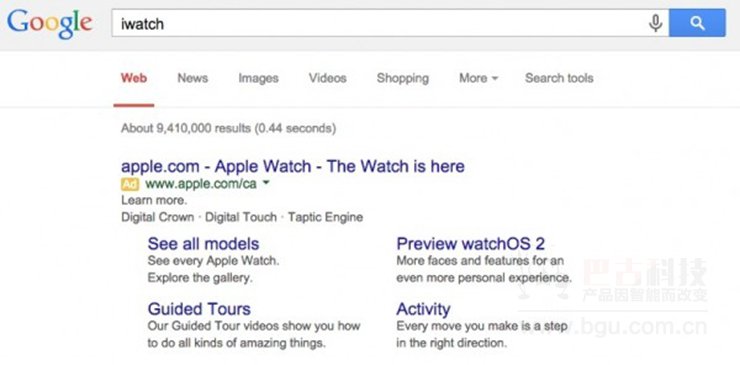 Google iwatch
Web News Images Videos Shopping More Search tools
About 9,410,000 results (0.44 seconds)
apple.com - Apple Watch - The Watch is here
Ad www.apple.com/ca
Learn more.
Digital Crown · Digital Touch · Taptic Engine
See all models
See every Apple Watch.
Explore the gallery.
Preview watchOS 2
More faces and features for an
even more personal experience.
Guided Tours
Our Guided Tour videos show you how
to do all kinds of amazing things.
Activity
Every move you make is a step
in the right direction.
巴古科技
产品因智能而改变
www.bgu.com.cn